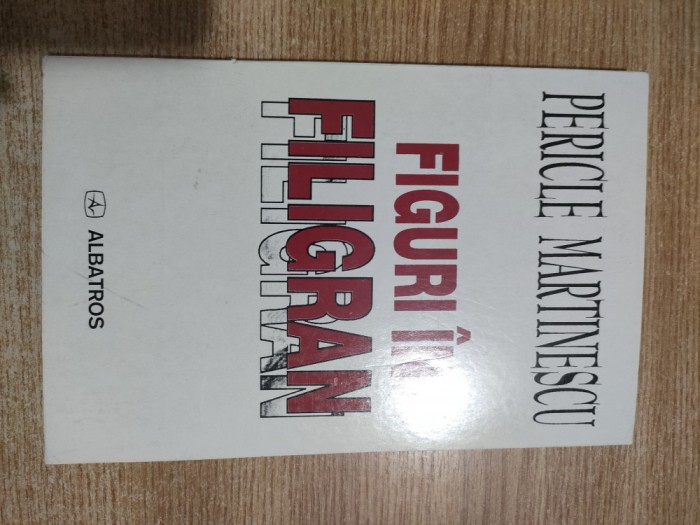 PERICLE MARTINESCU
FIGURI ÎN
FILIGRAN
ALBATROS